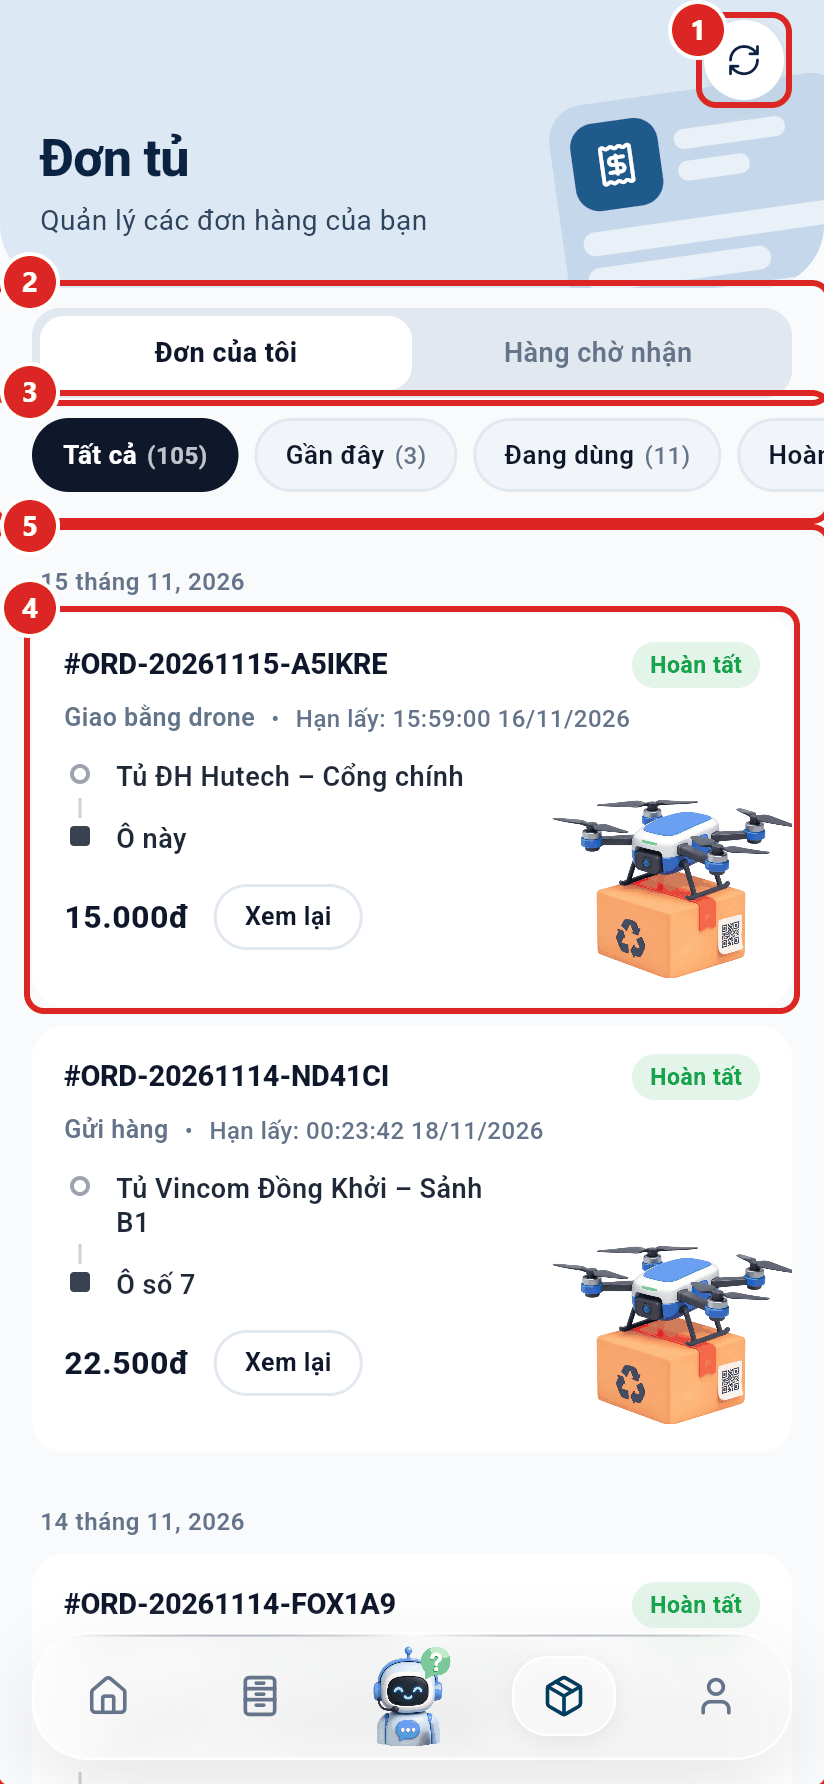 1
Đơn tủ
Quản lý các đơn hàng của bạn
2
Đơn của tôi
Hàng chờ nhận
3
Tất cả (105)
Gần đây (3)
Đang dùng (11)
Hoàn
5
15 tháng 11, 2026
4
#ORD-20261115-A5IKRE
Hoàn tất
Giao bằng drone • Hạn lấy: 15:59:00 16/11/2026
Tủ ĐH Hutech – Cổng chính
Ô này
15.000đ
Xem lại
#ORD-20261114-ND41CI
Hoàn tất
Gửi hàng • Hạn lấy: 00:23:42 18/11/2026
Tủ Vincom Đồng Khởi – Sảnh
B1
Ô số 7
22.500đ
Xem lại
14 tháng 11, 2026
#ORD-20261114-FOX1A9
Hoàn tất
?